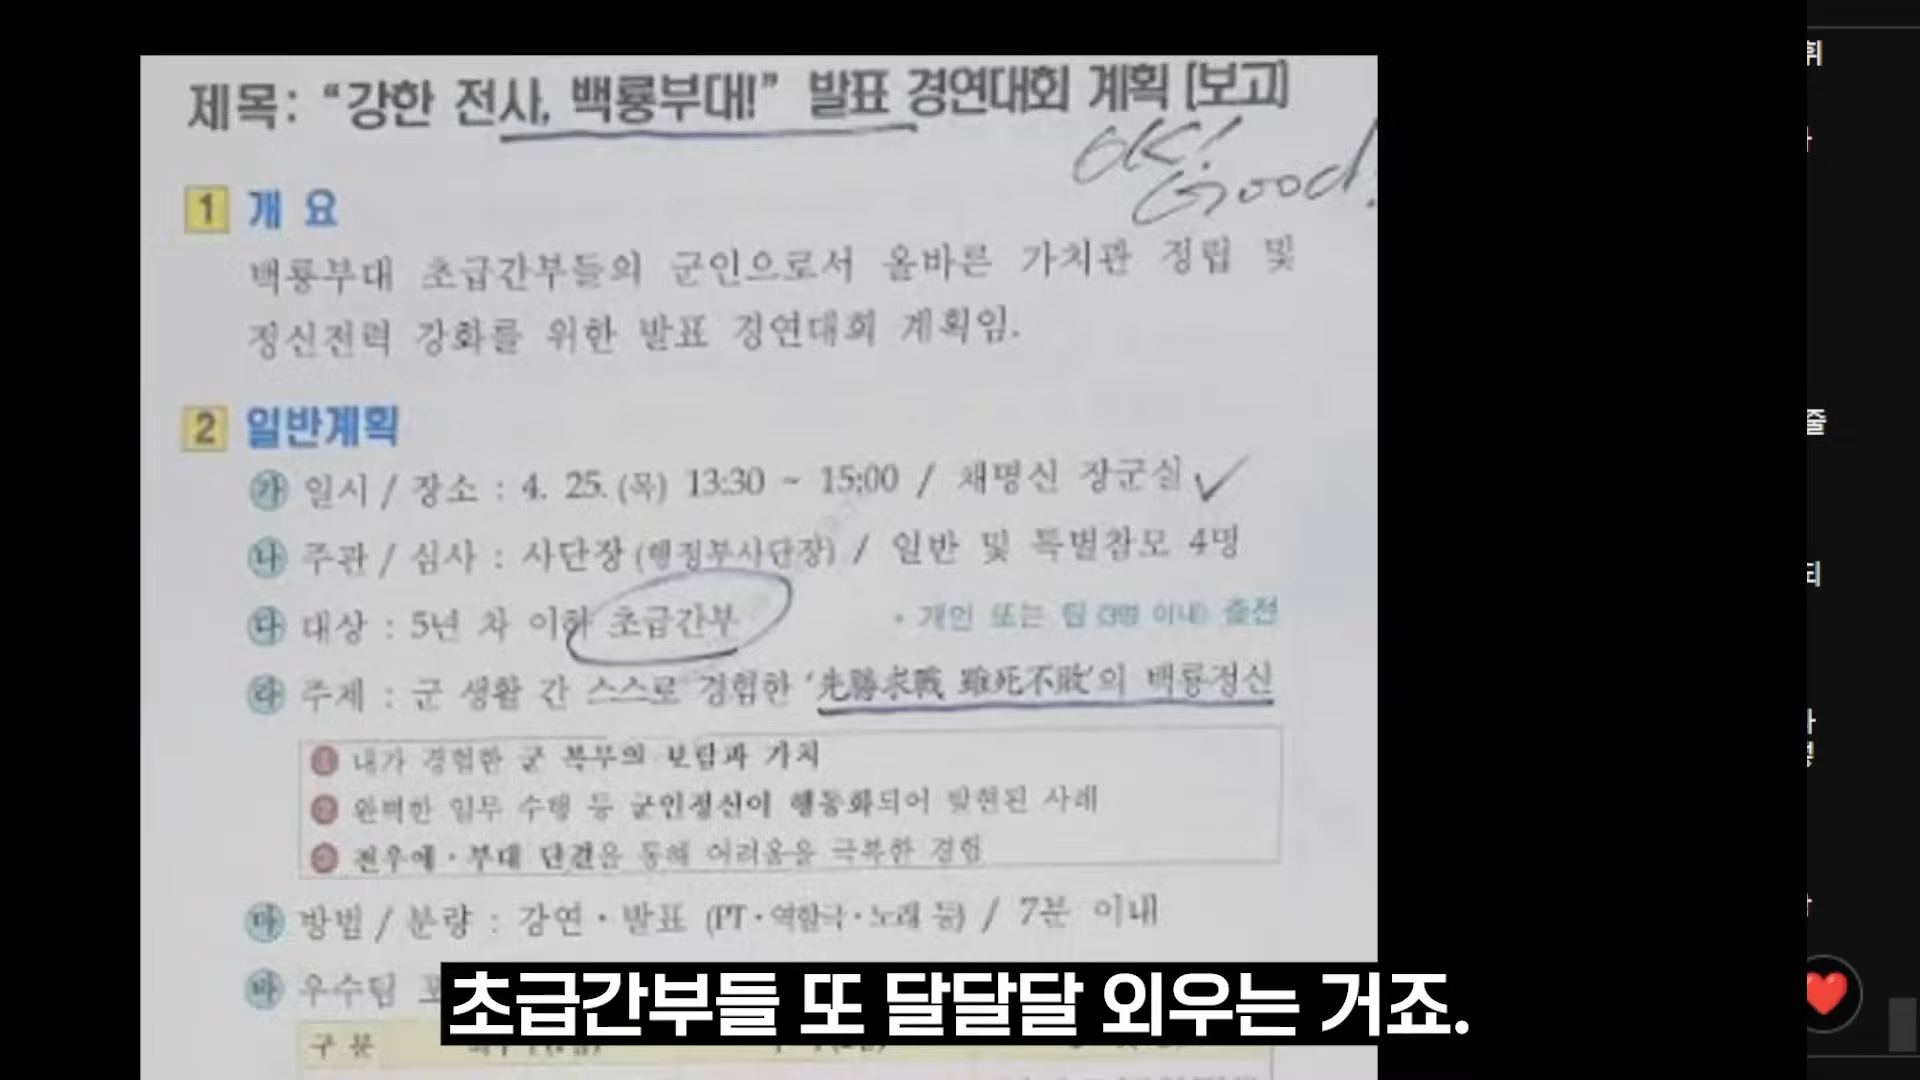 제목: “강한 전사, 백룡부대!” 발표 경연대회 계획 [보고]
OK!
Good!
1 개 요
백룡부대 초급간부들의 군인으로서 올바른 가치관 정립 및
정신전력 강화를 위한 발표 경연대회 계획임.
2 일반계획
가 일시 / 장소 : 4. 25. (목) 13:30 ~ 15:00 / 채명신 장군실 ✓
나 주관 / 심사 : 사단장 (행정부사단장) / 일반 및 특별참모 4명
다 대상 : 5년 차 이하 초급간부 * 개인 또는 팀 (3명 이내) 출전
라 주제 : 군 생활 간 스스로 경험한 ‘先勝求戰 雖死不敗’의 백룡정신
1 내가 경험한 군 복무의 보람과 가치
2 완벽한 임무 수행 등 군인정신이 행동화되어 발현된 사례
3 전우애·부대 단결을 통해 어려움을 극복한 경험
마 방법 / 분량 : 강연·발표 (PT·역할극·노래 등) / 7분 이내
바 우수팀
초급간부들 또 달달달 외우는 거죠.
구 분
휘
줄
되